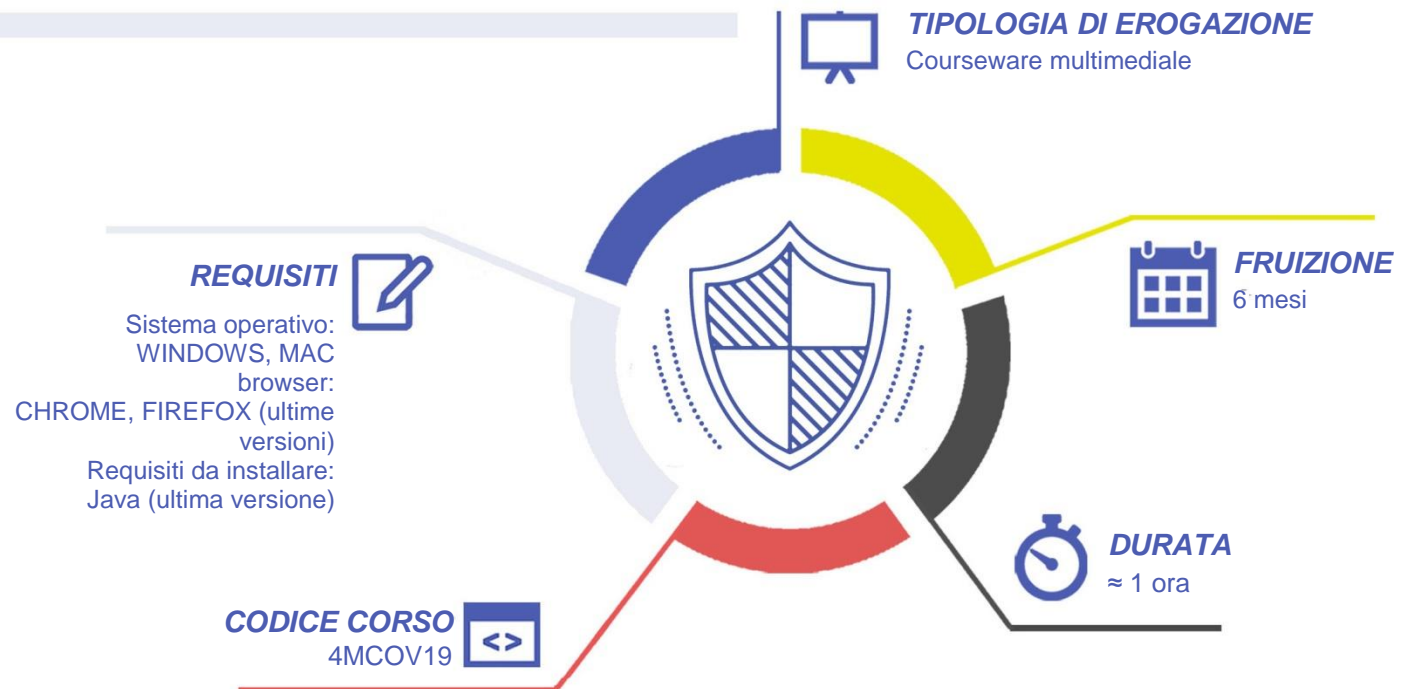 TIPOLOGIA DI EROGAZIONE
Courseware multimediale
REQUISITI
Sistema operativo:
WINDOWS, MAC
browser:
CHROME, FIREFOX (ultime
versioni)
Requisiti da installare:
Java (ultima versione)
FRUIZIONE
6 mesi
DURATA
≈ 1 ora
CODICE CORSO
4MCOV19